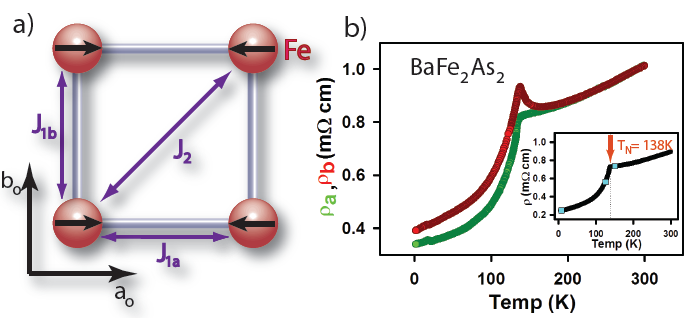 a)
Fe
J1b
J2
J1a
bo
ao
b)
BaFe2As2
ρa,ρb(mΩ cm)
1.0
0.8
0.6
0.4
0
100
200
300
Temp (K)
TN= 138K
ρ(mΩ cm)
1.0
0.8
0.6
0.4
0.2
0
100
200
300
Temp (K)